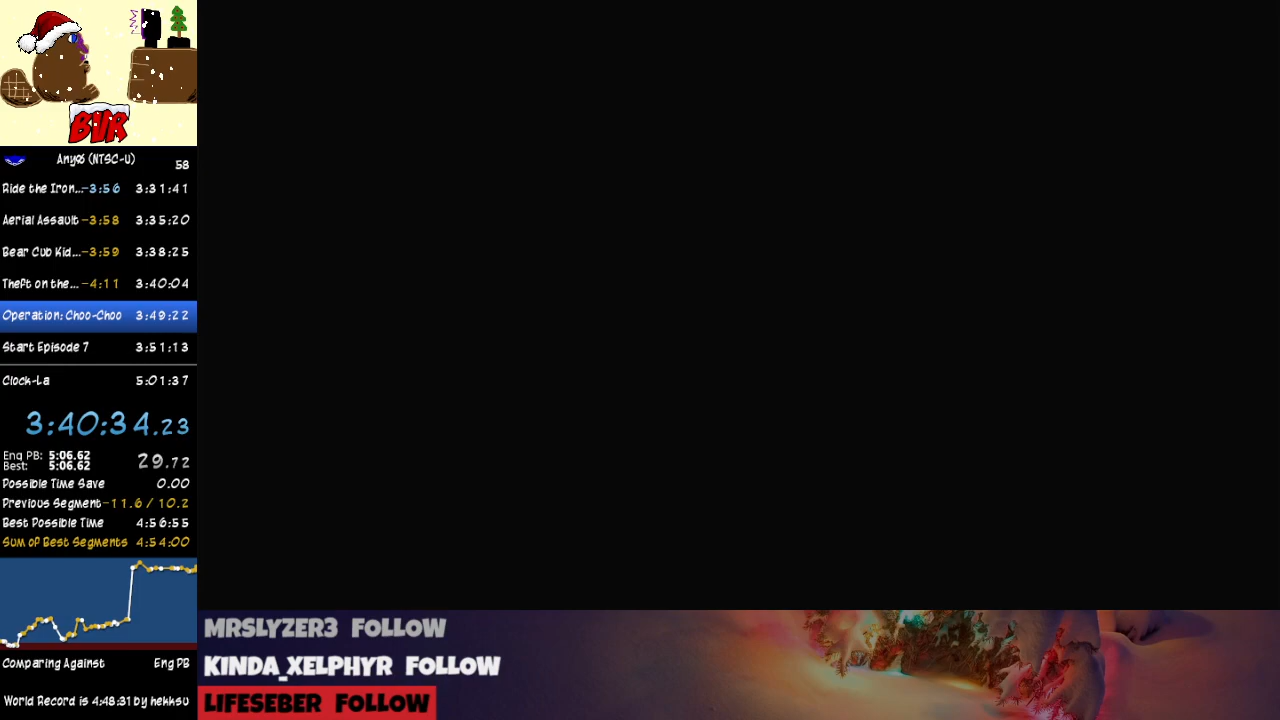 BVR
Any% (NTSC-U)
58
Ride the Iron... -3:56 3:31:41
Aerial Assault -3:58 3:35:20
Bear Cub Kid... -3:59 3:38:25
Theft on the... -4:11 3:40:04
Operation: Choo-Choo 3:49:22
Start Episode 7 3:51:13
Clock-La 5:01:37
3:40:34.23
Eng PB: 5:06.62
Best: 5:06.62
29.72
Possible Time Save 0.00
Previous Segment -11.6 / 10.2
Best Possible Time 4:56:55
Sum of Best Segments 4:54:00
Comparing Against Eng PB
World Record is 4:48:31 by hekksu
MRSLYZER3 FOLLOW
KINDA_XELPHYR FOLLOW
LIFESEBER FOLLOW